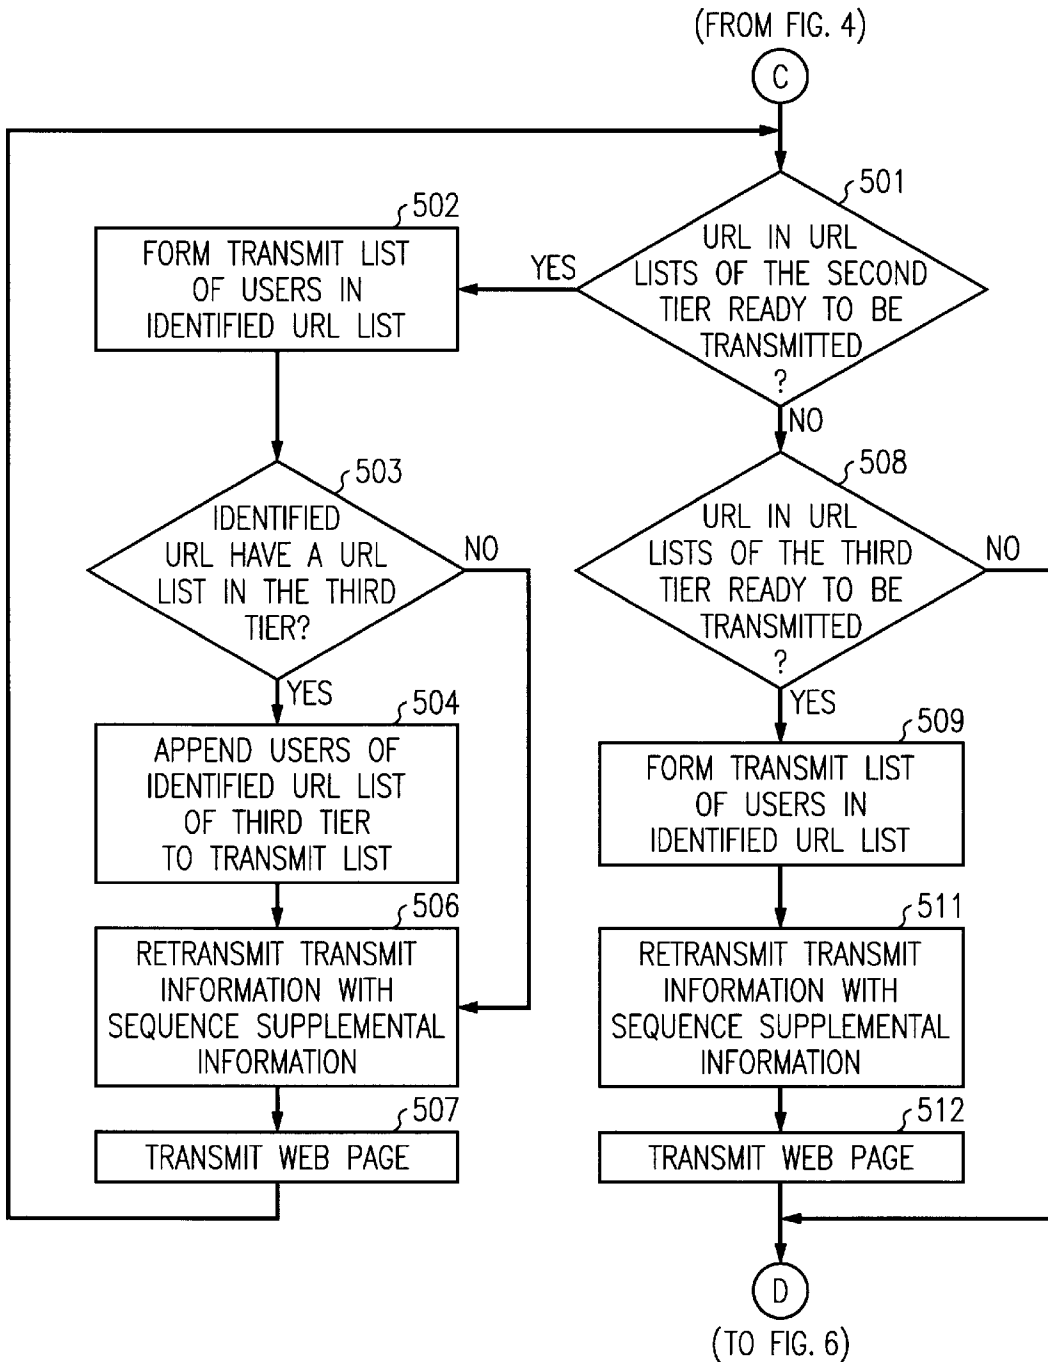 (FROM FIG. 4)
C
501
URL IN URL
LISTS OF THE SECOND
TIER READY TO BE
TRANSMITTED
?
YES
NO
502
FORM TRANSMIT LIST
OF USERS IN
IDENTIFIED URL LIST
503
IDENTIFIED
URL HAVE A URL
LIST IN THE THIRD
TIER?
NO
YES
504
APPEND USERS OF
IDENTIFIED URL LIST
OF THIRD TIER
TO TRANSMIT LIST
506
RETRANSMIT TRANSMIT
INFORMATION WITH
SEQUENCE SUPPLEMENTAL
INFORMATION
507
TRANSMIT WEB PAGE
508
URL IN URL
LISTS OF THE THIRD
TIER READY TO BE
TRANSMITTED
?
NO
YES
509
FORM TRANSMIT LIST
OF USERS IN
IDENTIFIED URL LIST
511
RETRANSMIT TRANSMIT
INFORMATION WITH
SEQUENCE SUPPLEMENTAL
INFORMATION
512
TRANSMIT WEB PAGE
D
(TO FIG. 6)